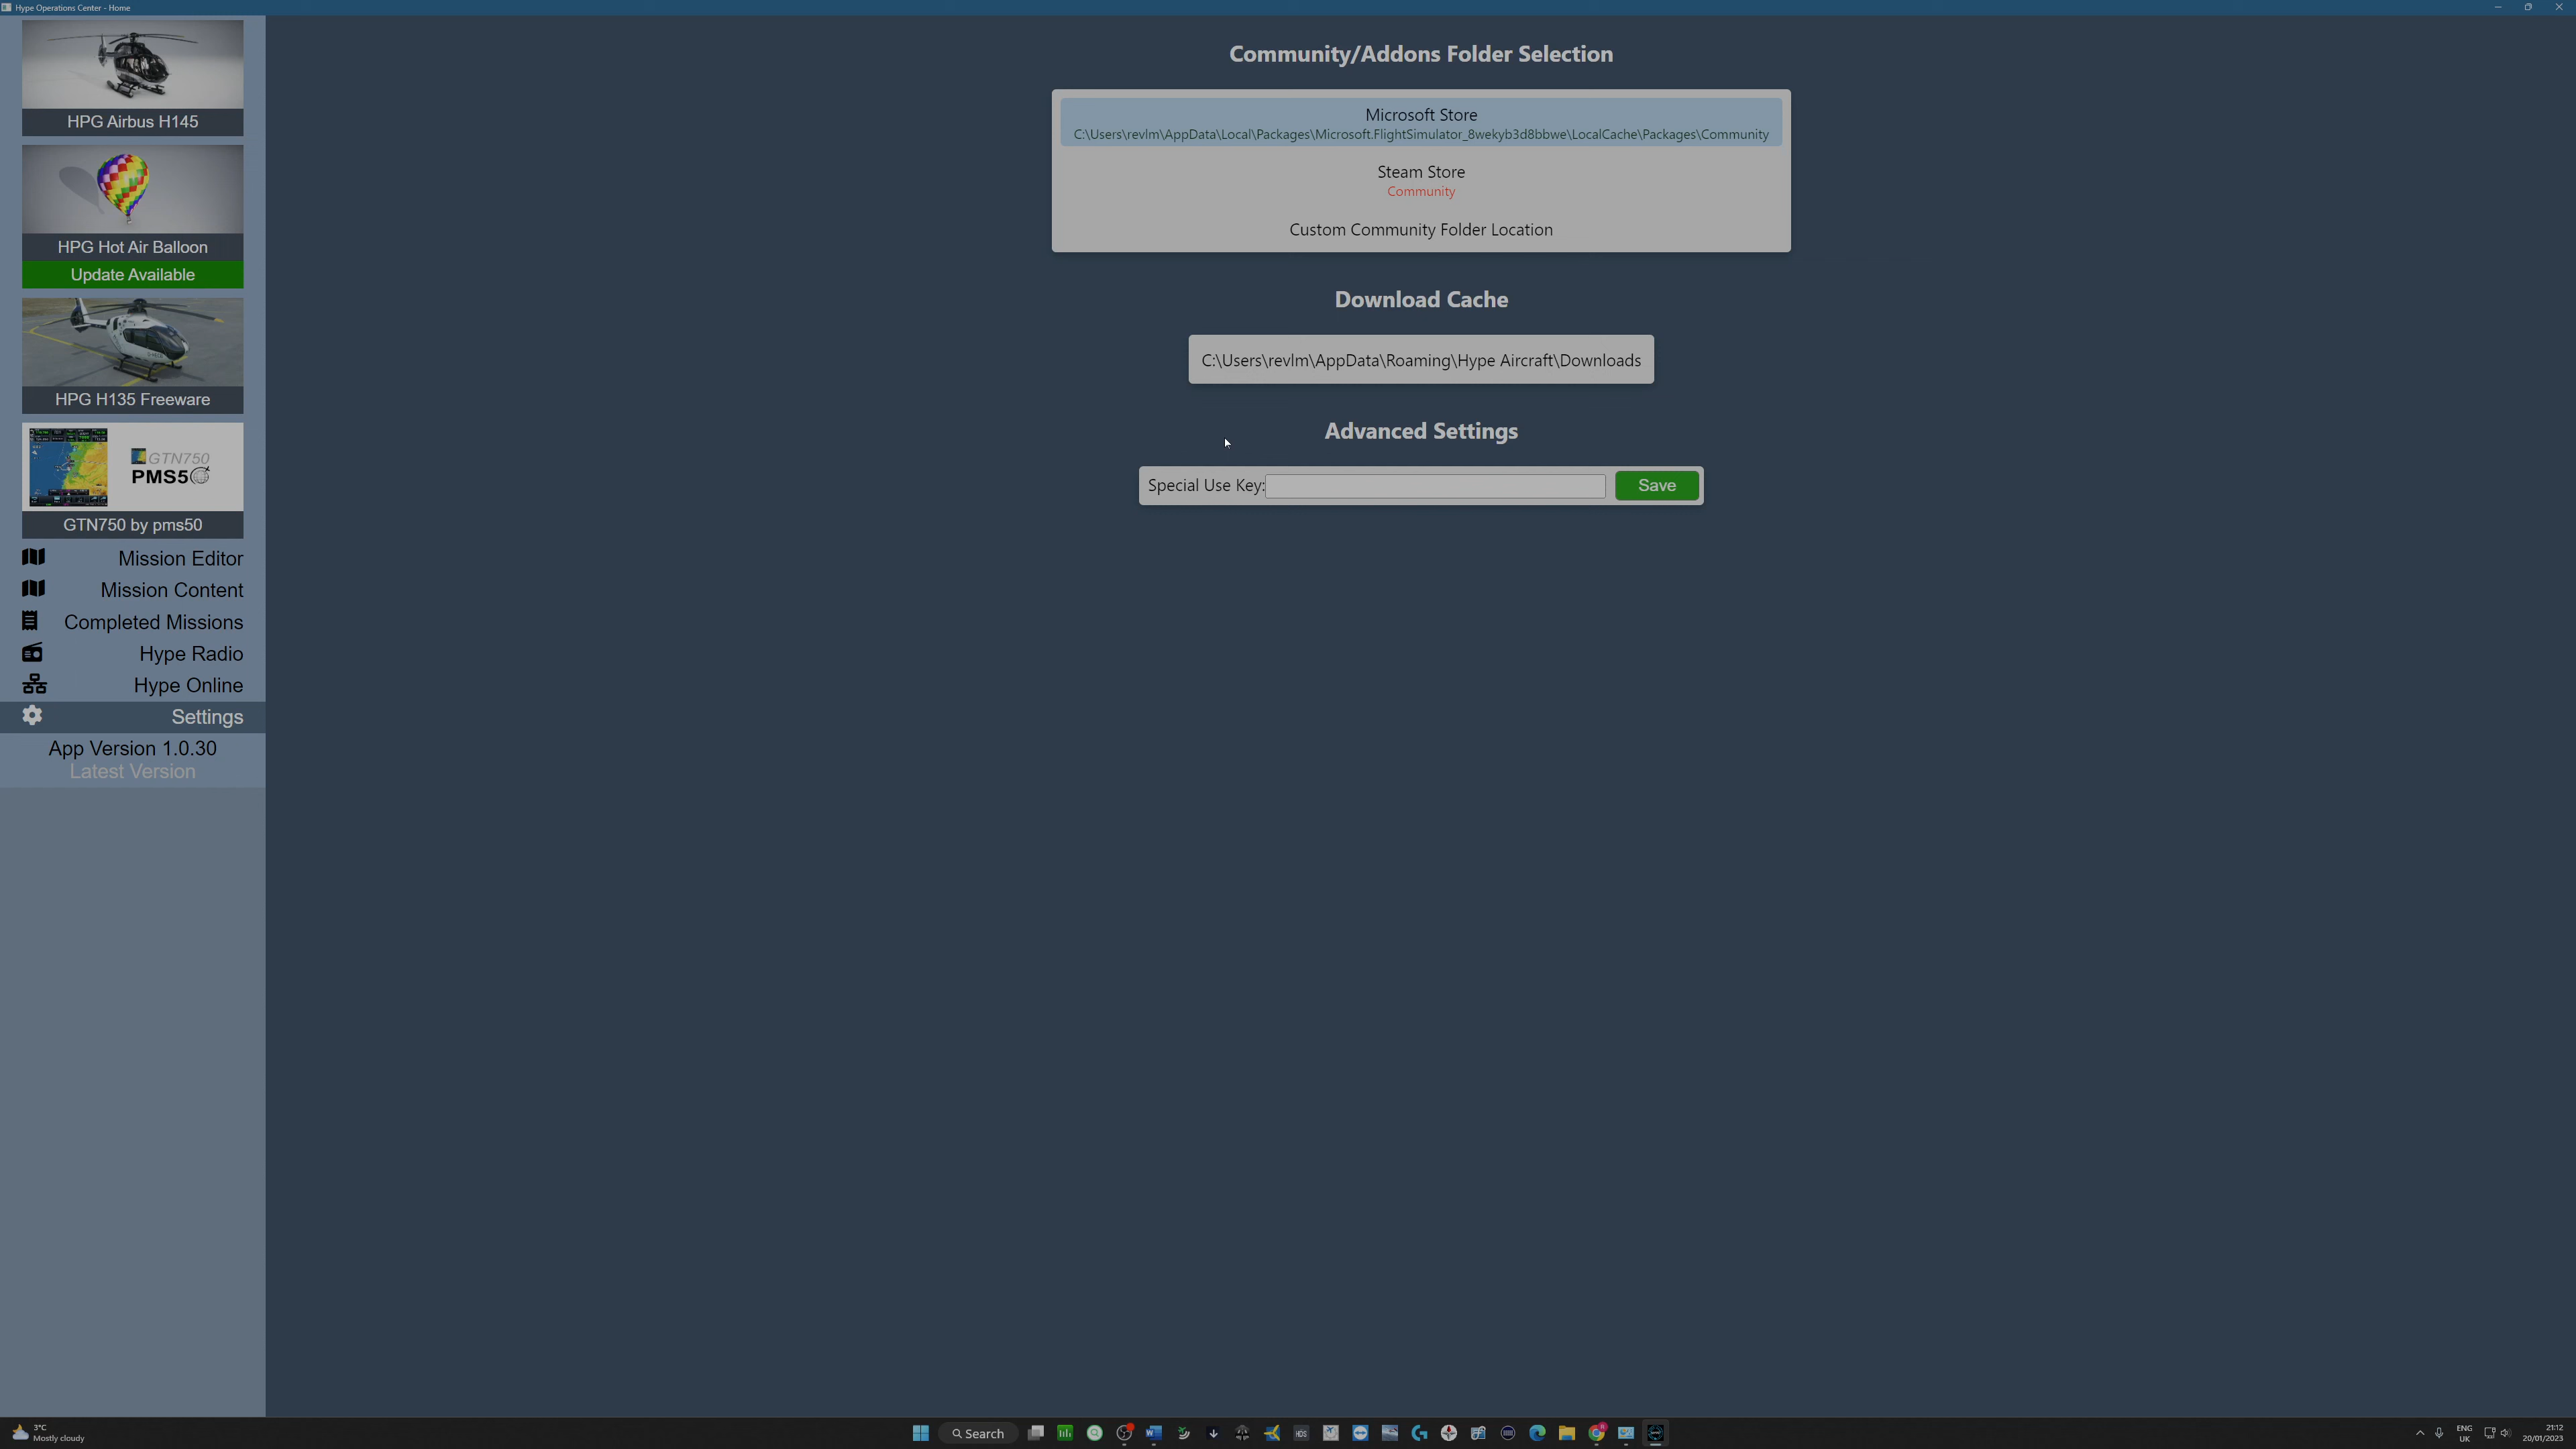 Hype Operations Center - Home
HPG Airbus H145
HPG Hot Air Balloon
Update Available
HPG H135 Freeware
GTN750
PMS50
GTN750 by pms50
Mission Editor
Mission Content
Completed Missions
Hype Radio
Hype Online
Settings
App Version 1.0.30
Latest Version
Community/Addons Folder Selection
Microsoft Store
C:\Users\revlm\AppData\Local\Packages\Microsoft.FlightSimulator_8wekyb3d8bbwe\LocalCache\Packages\Community
Steam Store
Community
Custom Community Folder Location
Download Cache
C:\Users\revlm\AppData\Roaming\Hype Aircraft\Downloads
Advanced Settings
Special Use Key:
Save
3°C
Mostly cloudy
Search
HDS
ENG
UK
21:12
20/01/2023